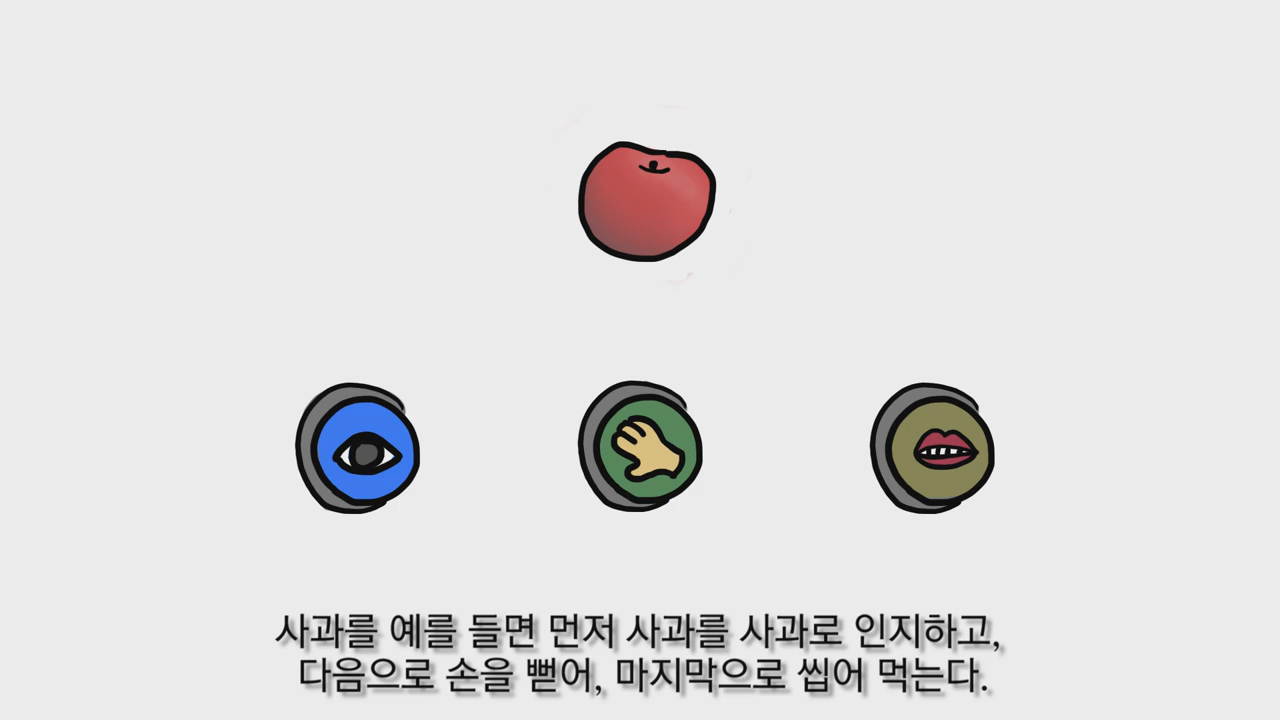 사과를 예를 들면 먼저 사과를 사과로 인지하고,
다음으로 손을 뻗어, 마지막으로 씹어 먹는다.